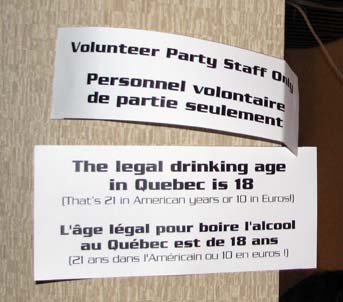 Volunteer Party Staff Only
Personnel volontaire
de partie seulement
The legal drinking age
in Quebec is 18
(That's 21 in American years or 10 in Euros!)
L'âge légal pour boire l'alcool
au Québec est de 18 ans
(21 ans dans l'Américain ou 10 en euros !)